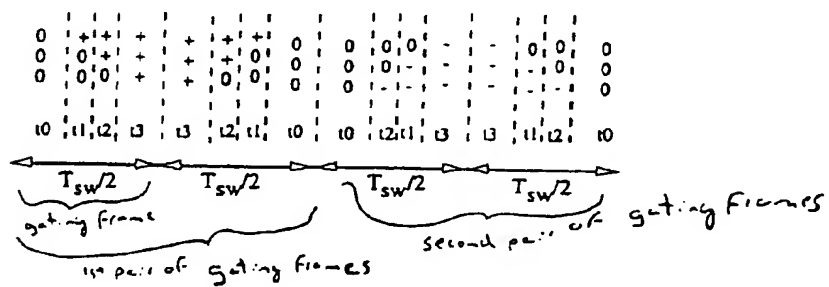 0 + + + + + + 0 0 0 0 - - 0 0 0
0 0 + + + + 0 0 0 0 - - - - 0 0
0 0 0 + + 0 0 0 0 - - - - - - 0
t0 t1 t2 t3 t3 t2 t1 t0 t0 t2 t1 t3 t3 t1 t2 t0
Tsw/2 Tsw/2 Tsw/2 Tsw/2
gating frame
second pair of gating frames
1st pair of gating frames